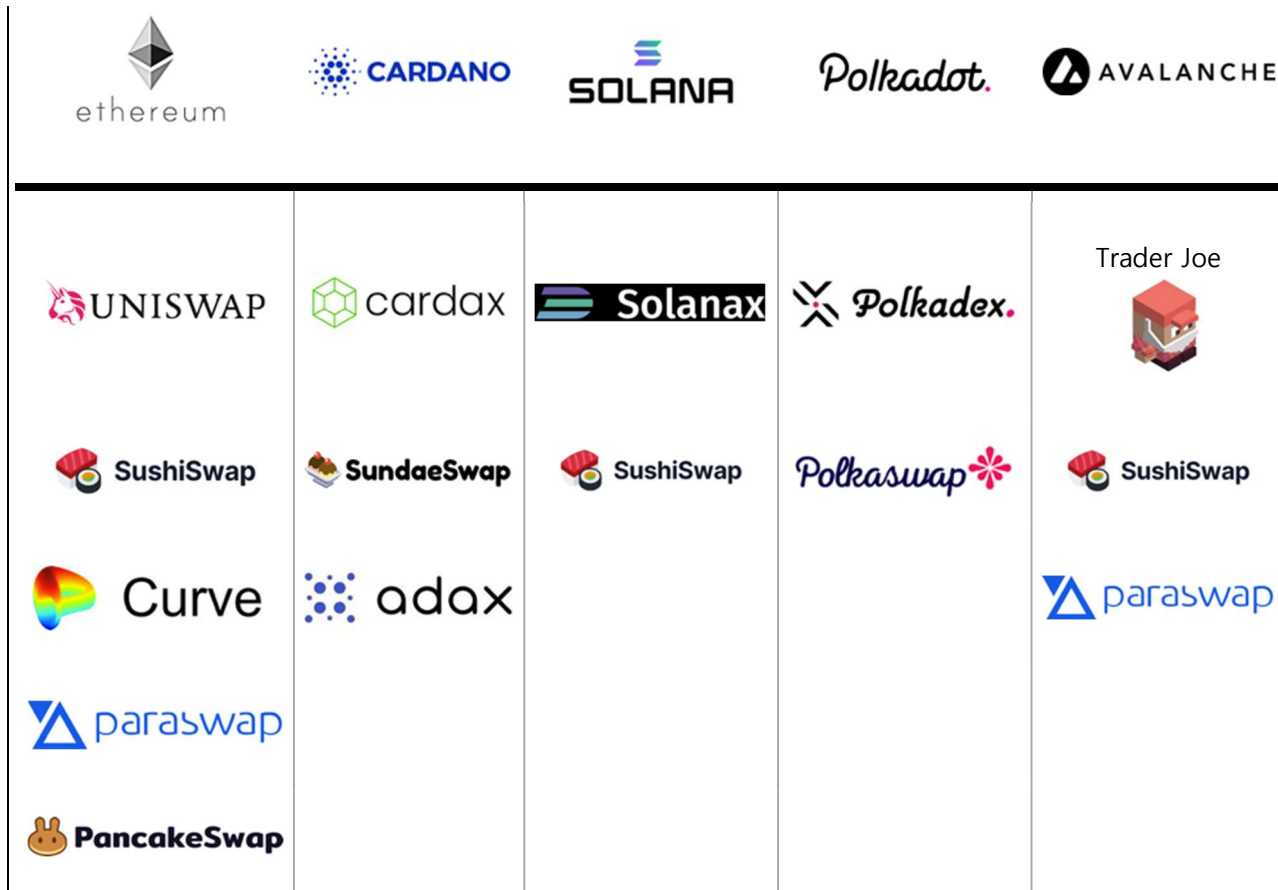 ethereum
CARDANO
SOLANA
Polkadot.
AVALANCHE
UNISWAP
cardax
Solanax
Polkadex.
Trader Joe
SushiSwap
SundaeSwap
SushiSwap
Polkaswap
SushiSwap
Curve
adax
paraswap
paraswap
PancakeSwap